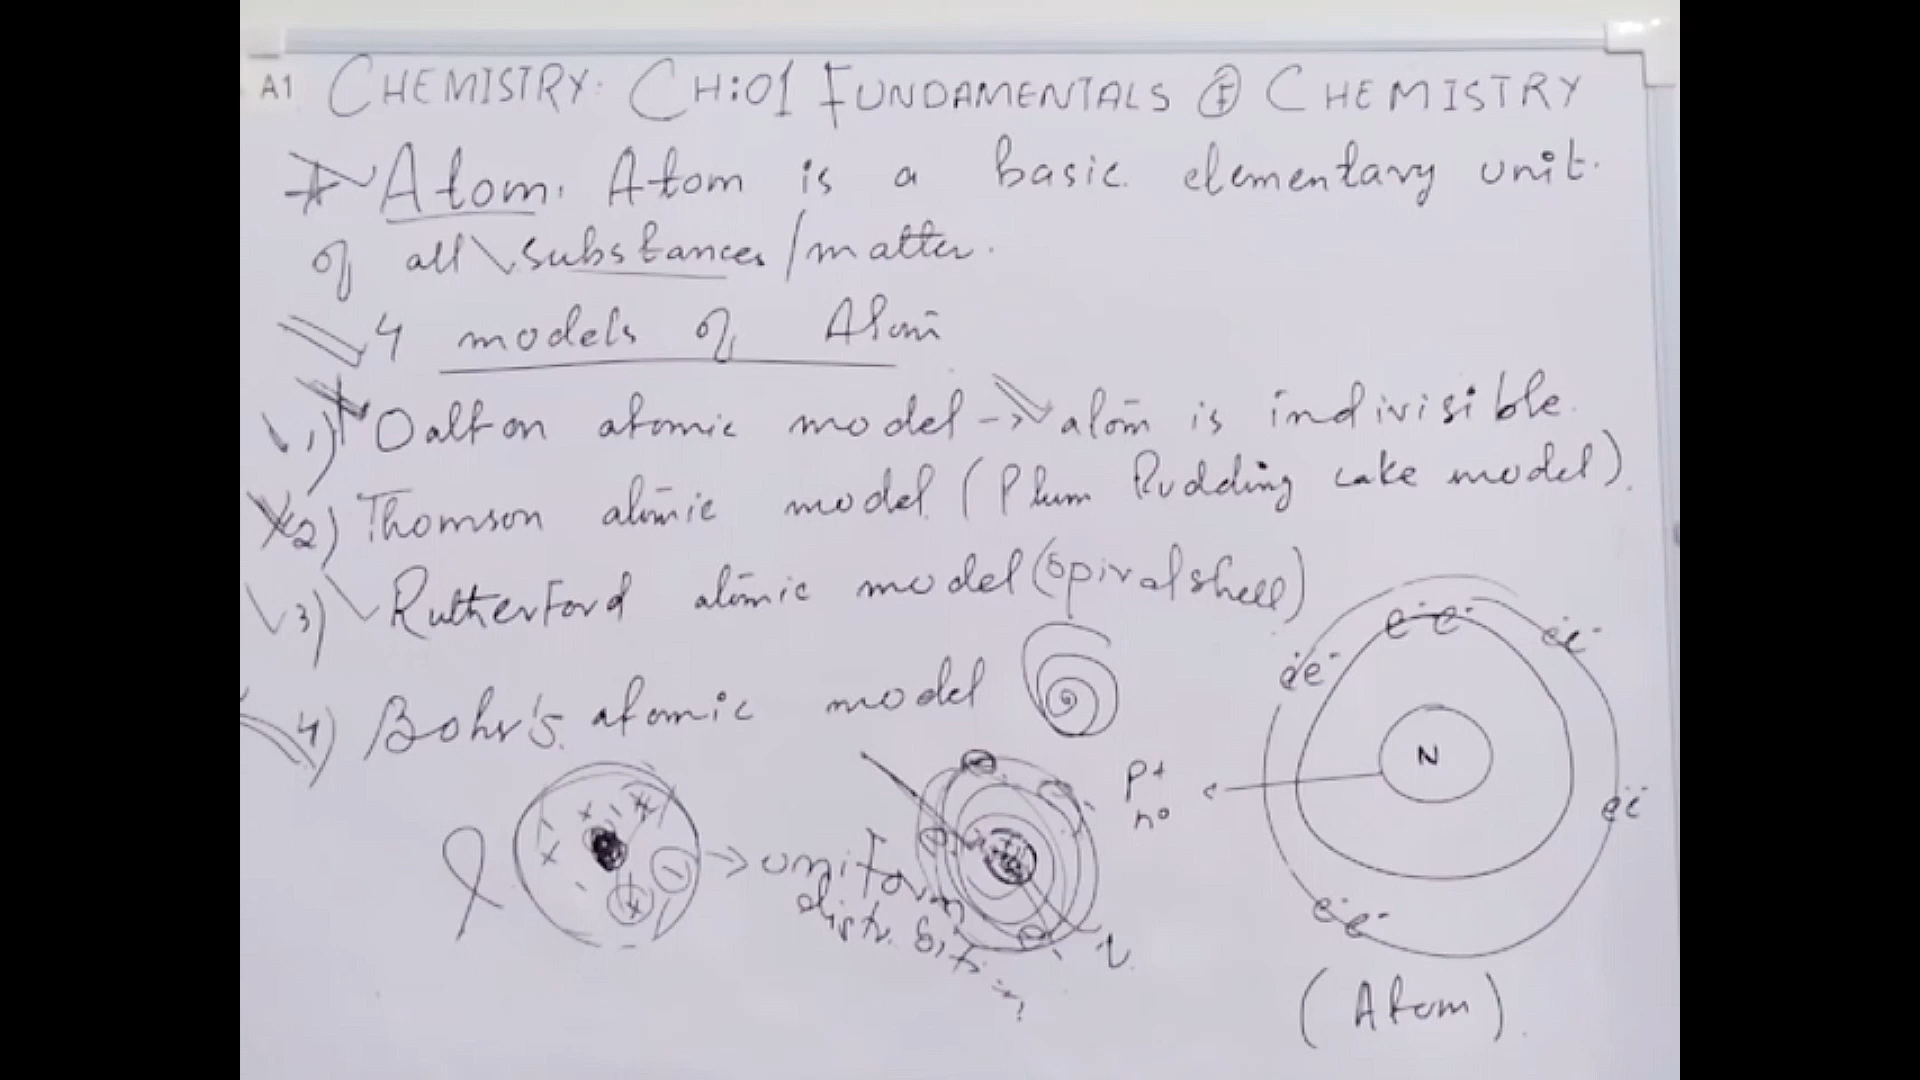 A1 CHEMISTRY: CH:01 FUNDAMENTALS OF CHEMISTRY
Atom. Atom is a basic elementary unit.
of all substances/matter.
4 models of Atom
1) Dalton atomic model -> atom is indivisible.
2) Thomson atomic model (Plum Pudding cake model).
3) Rutherford atomic model (spiral shell)
4) Bohr's atomic model
e- e-
e- e-
e- e-
N
P+
n°
e- e-
e- e-
-> uniform
(Atom)